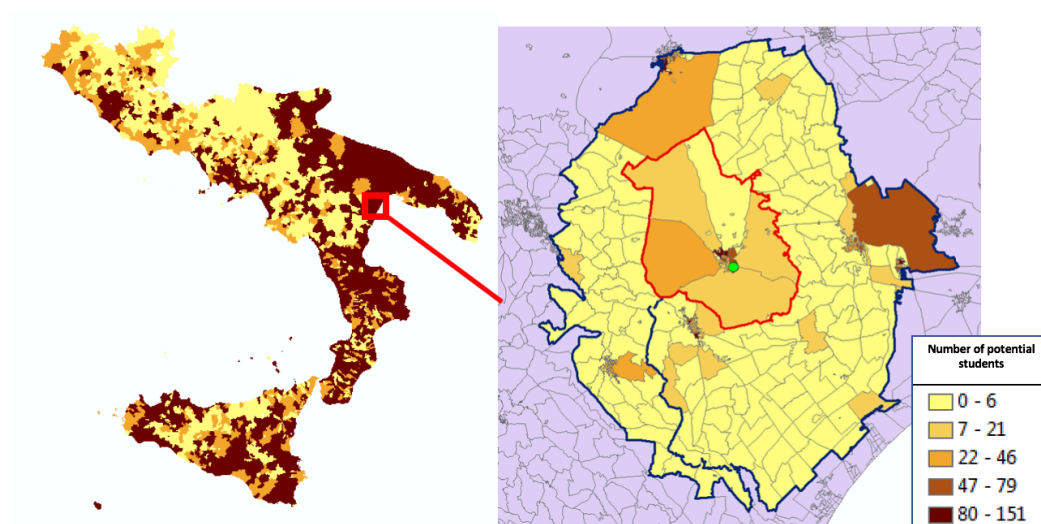 Number of potential
students
0 - 6
7 - 21
22 - 46
47 - 79
80 - 151